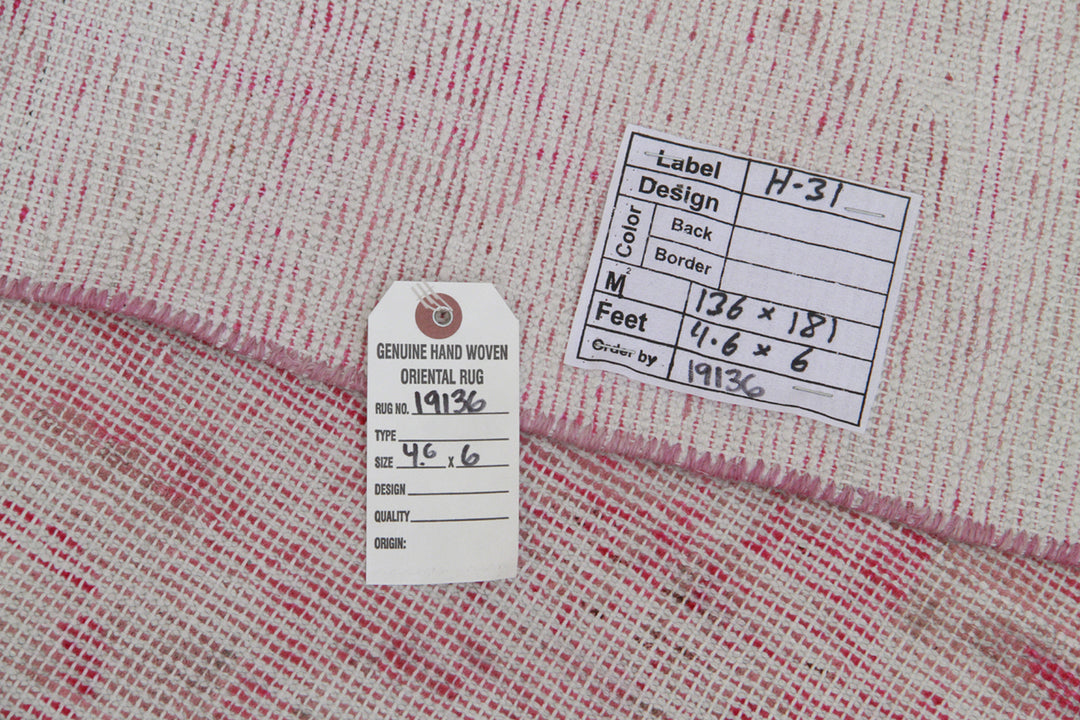 Label H-31
Design
Color
Back
Border
M²
136 x 181
Feet 4.6 x 6
Order by 19136
GENUINE HAND WOVEN
ORIENTAL RUG
RUG NO. 19136
TYPE
SIZE 4.6 X 6
DESIGN
QUALITY
ORIGIN: